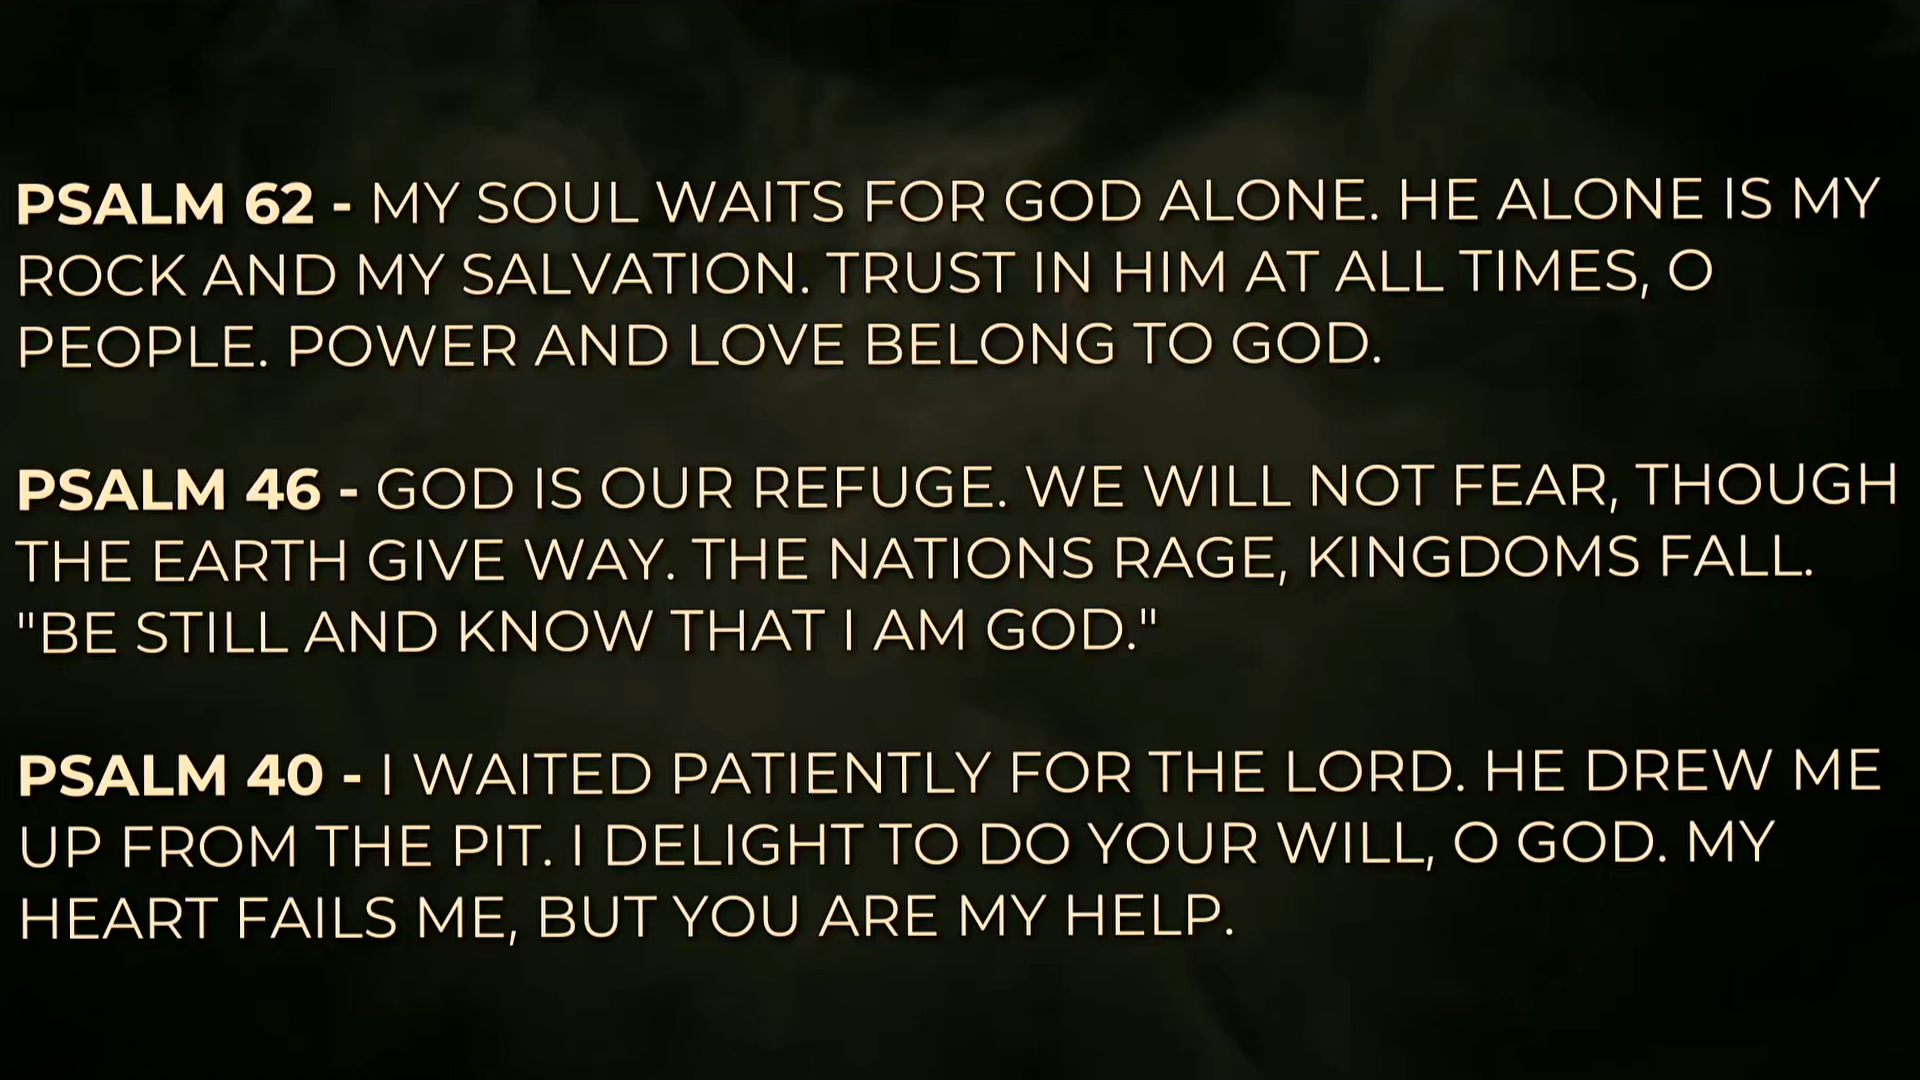 PSALM 62 - MY SOUL WAITS FOR GOD ALONE. HE ALONE IS MY
ROCK AND MY SALVATION. TRUST IN HIM AT ALL TIMES, O
PEOPLE. POWER AND LOVE BELONG TO GOD.
PSALM 46 - GOD IS OUR REFUGE. WE WILL NOT FEAR, THOUGH
THE EARTH GIVE WAY. THE NATIONS RAGE, KINGDOMS FALL.
"BE STILL AND KNOW THAT I AM GOD."
PSALM 40 - I WAITED PATIENTLY FOR THE LORD. HE DREW ME
UP FROM THE PIT. I DELIGHT TO DO YOUR WILL, O GOD. MY
HEART FAILS ME, BUT YOU ARE MY HELP.